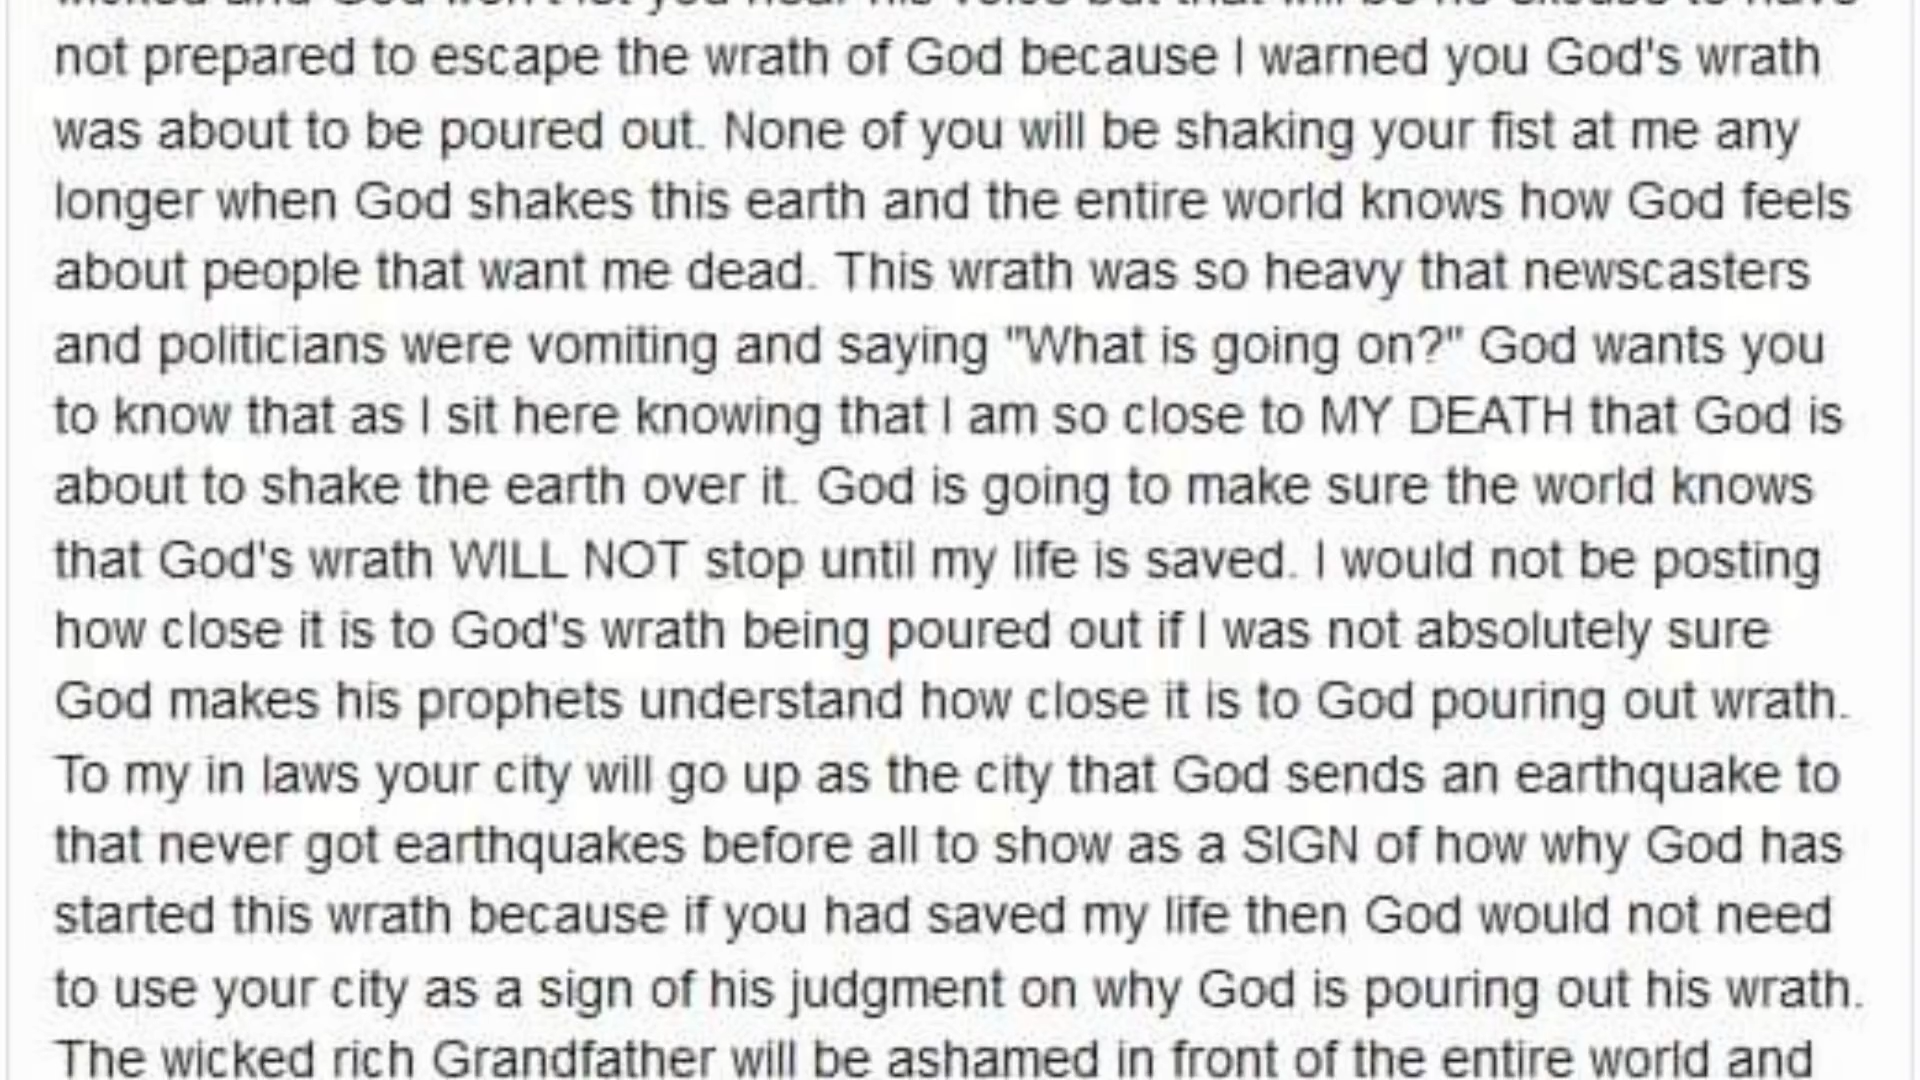 not prepared to escape the wrath of God because I warned you God's wrath
was about to be poured out. None of you will be shaking your fist at me any
longer when God shakes this earth and the entire world knows how God feels
about people that want me dead. This wrath was so heavy that newscasters
and politicians were vomiting and saying "What is going on?" God wants you
to know that as I sit here knowing that I am so close to MY DEATH that God is
about to shake the earth over it. God is going to make sure the world knows
that God's wrath WILL NOT stop until my life is saved. I would not be posting
how close it is to God's wrath being poured out if I was not absolutely sure
God makes his prophets understand how close it is to God pouring out wrath.
To my in laws your city will go up as the city that God sends an earthquake to
that never got earthquakes before all to show as a SIGN of how why God has
started this wrath because if you had saved my life then God would not need
to use your city as a sign of his judgment on why God is pouring out his wrath.
The wicked rich Grandfather will be ashamed in front of the entire world and